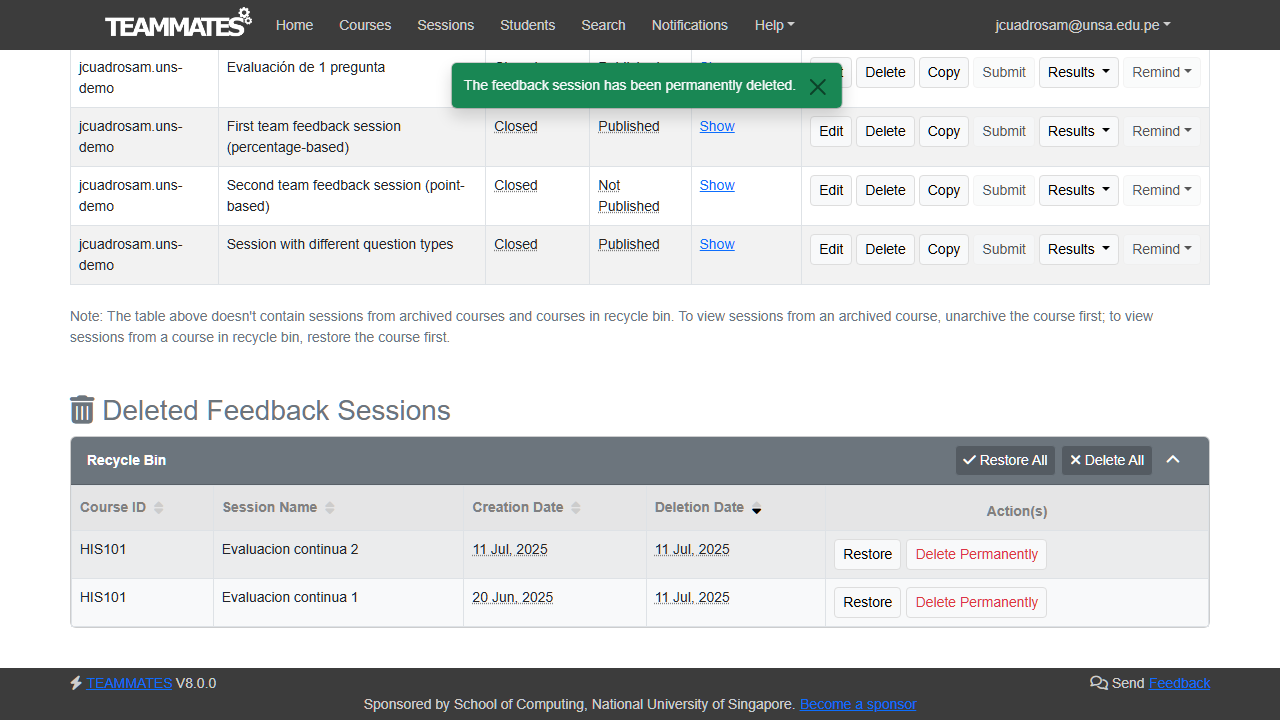 TEAMMATES Home Courses Sessions Students Search Notifications Help jcuadrosam@unsa.edu.pe
jcuadrosam.uns-demo Evaluación de 1 pregunta Delete Copy Submit Results Remind
The feedback session has been permanently deleted.
jcuadrosam.uns-demo First team feedback session (percentage-based) Closed Published Show Edit Delete Copy Submit Results Remind
jcuadrosam.uns-demo Second team feedback session (point-based) Closed Not Published Show Edit Delete Copy Submit Results Remind
jcuadrosam.uns-demo Session with different question types Closed Published Show Edit Delete Copy Submit Results Remind
Note: The table above doesn't contain sessions from archived courses and courses in recycle bin. To view sessions from an archived course, unarchive the course first; to view
sessions from a course in recycle bin, restore the course first.
Deleted Feedback Sessions
Recycle Bin Restore All Delete All
Course ID Session Name Creation Date Deletion Date Action(s)
HIS101 Evaluacion continua 2 11 Jul, 2025 11 Jul, 2025 Restore Delete Permanently
HIS101 Evaluacion continua 1 20 Jun, 2025 11 Jul, 2025 Restore Delete Permanently
TEAMMATES V8.0.0 Send Feedback
Sponsored by School of Computing, National University of Singapore. Become a sponsor